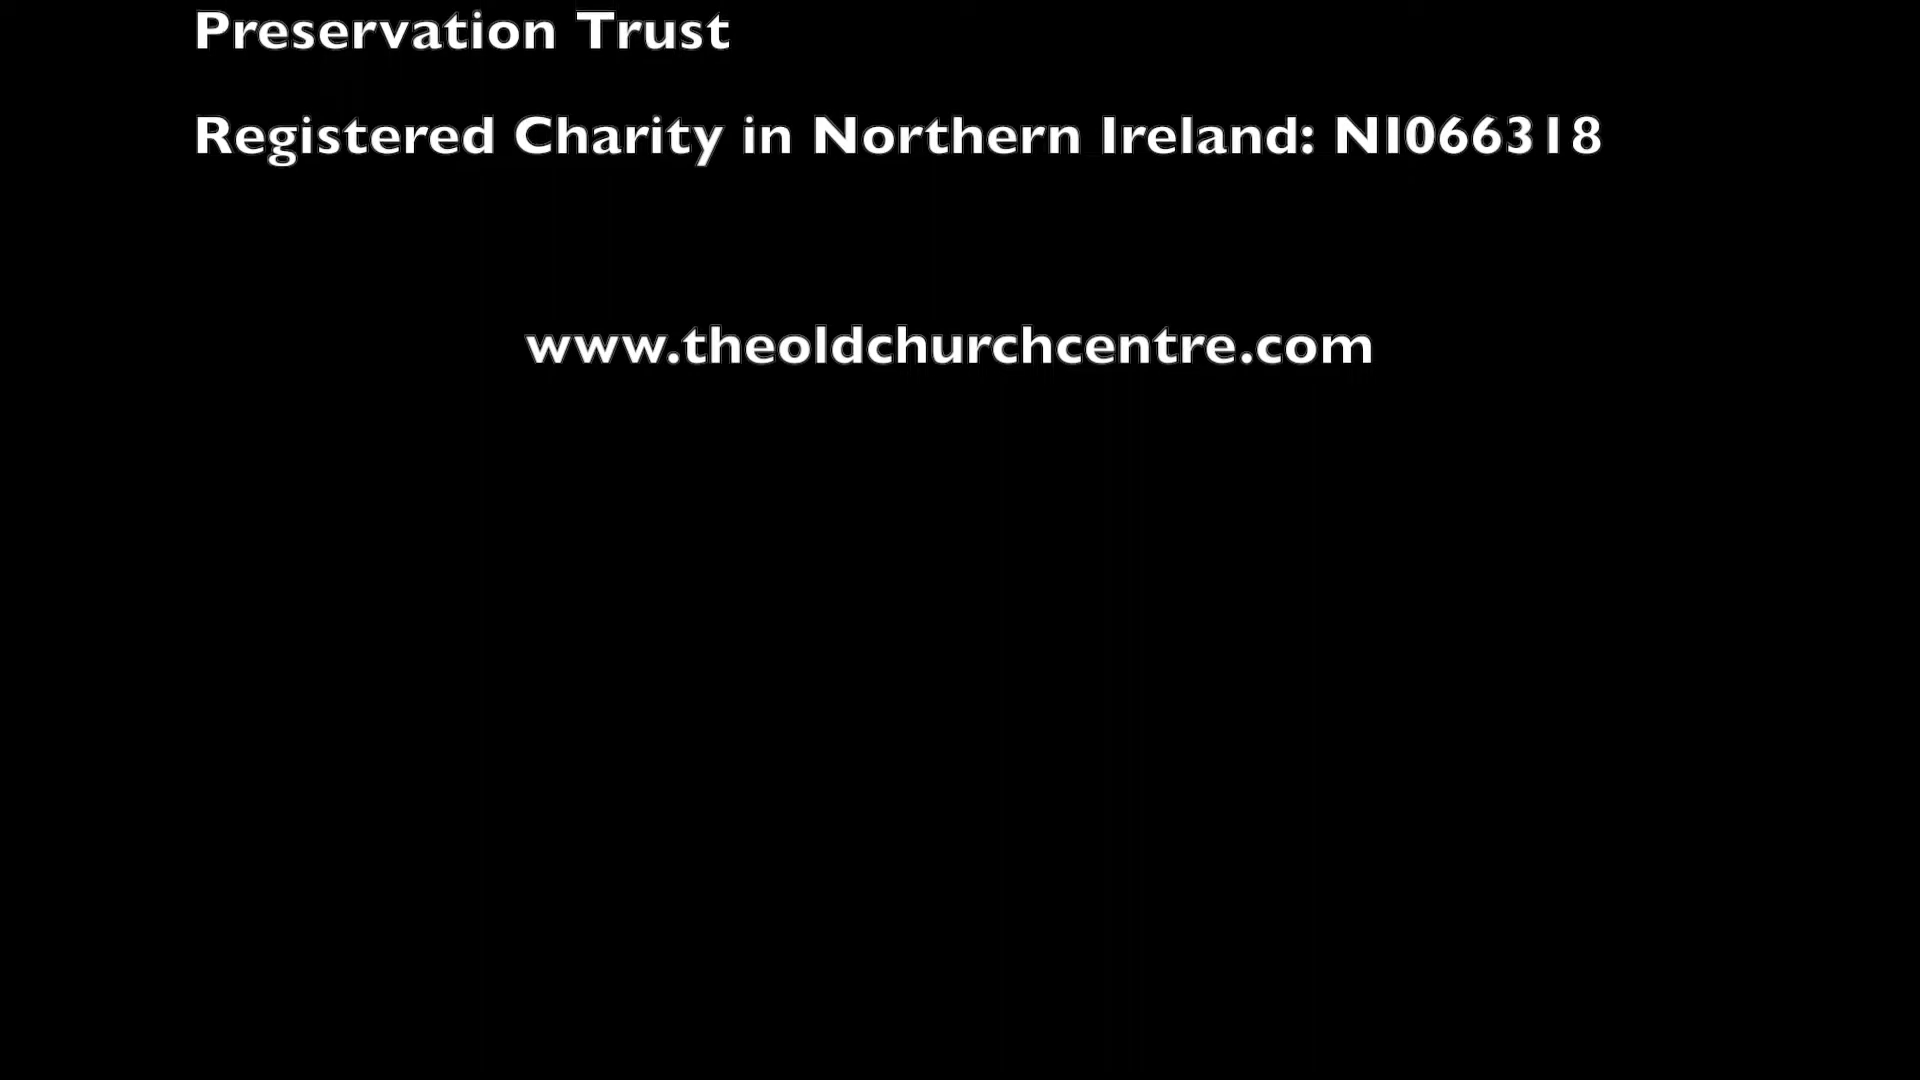 Preservation Trust
Registered Charity in Northern Ireland: NI066318
www.theoldchurchcentre.com